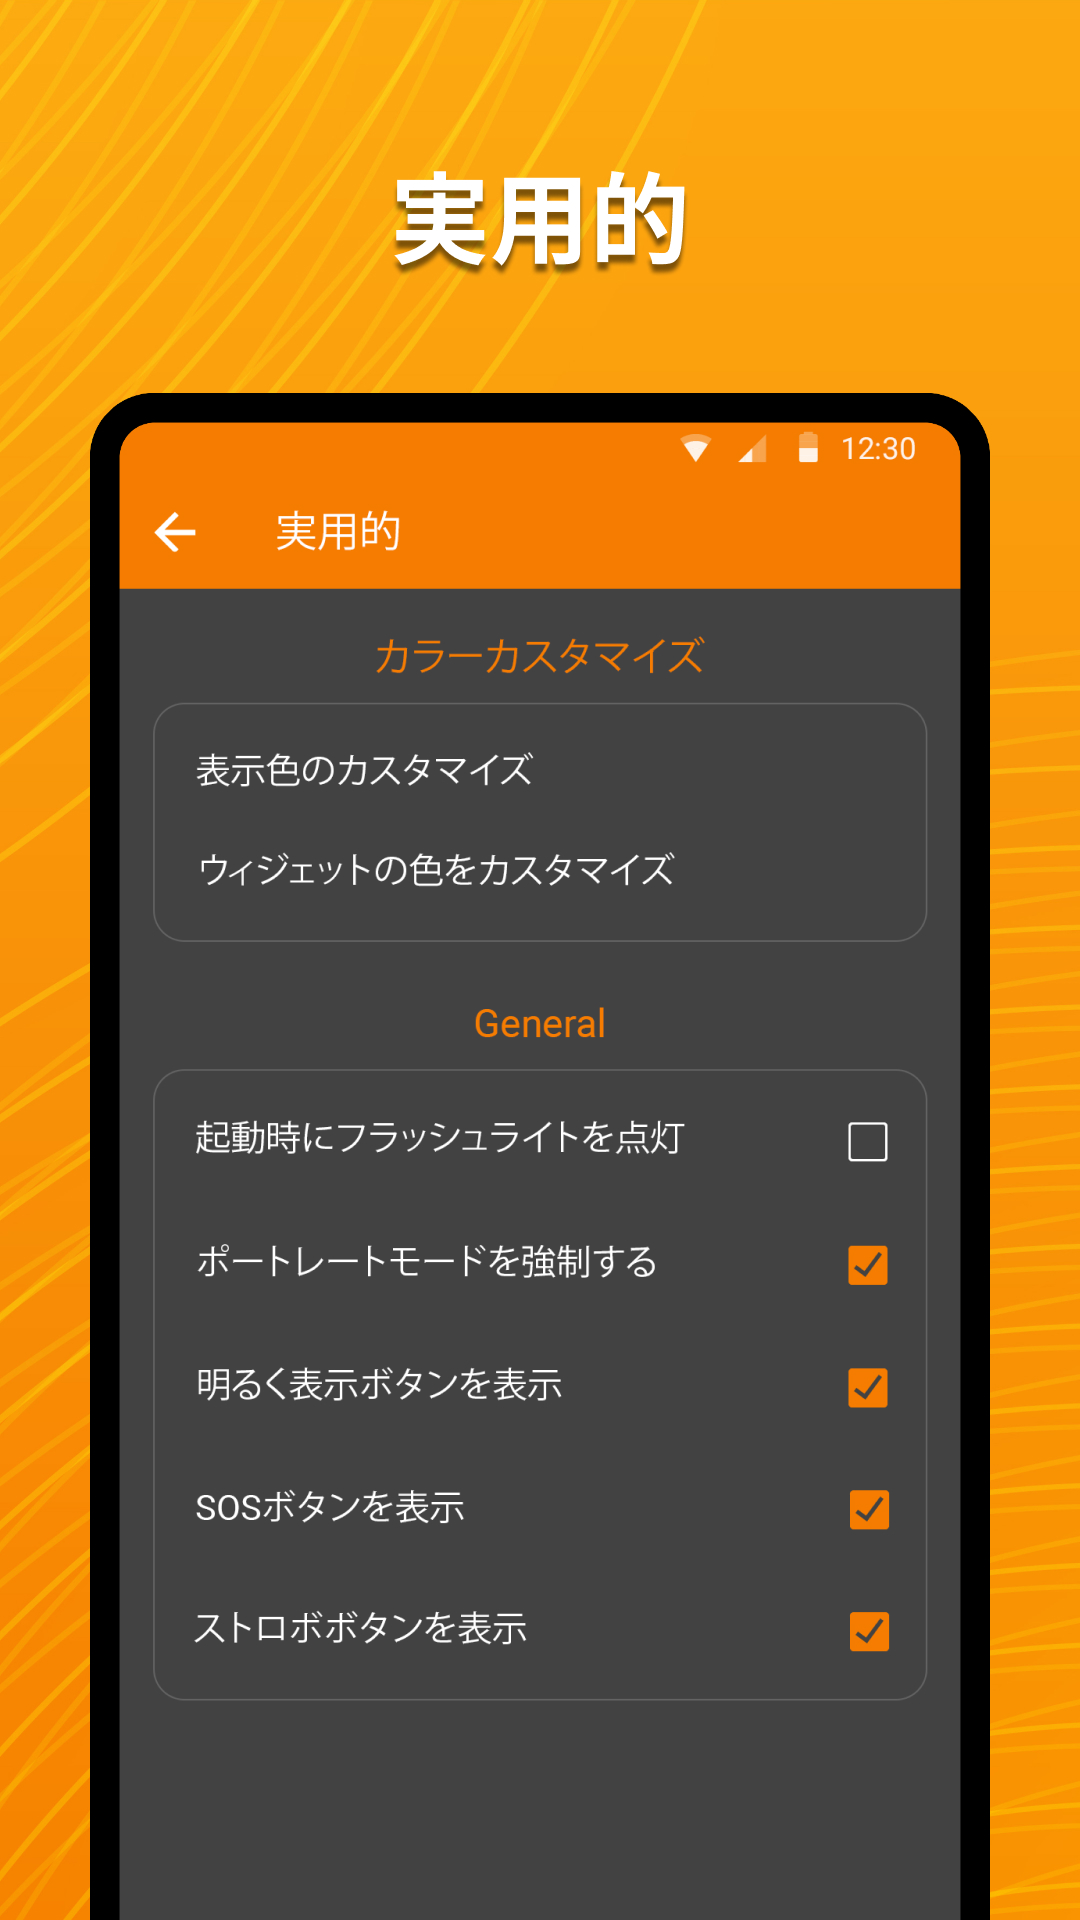 実用的
12:30
実用的
カラーカスタマイズ
表示色のカスタマイズ
ウィジェットの色をカスタマイズ
General
起動時にフラッシュライトを点灯
ポートレートモードを強制する
明るく表示ボタンを表示
SOSボタンを表示
ストロボボタンを表示